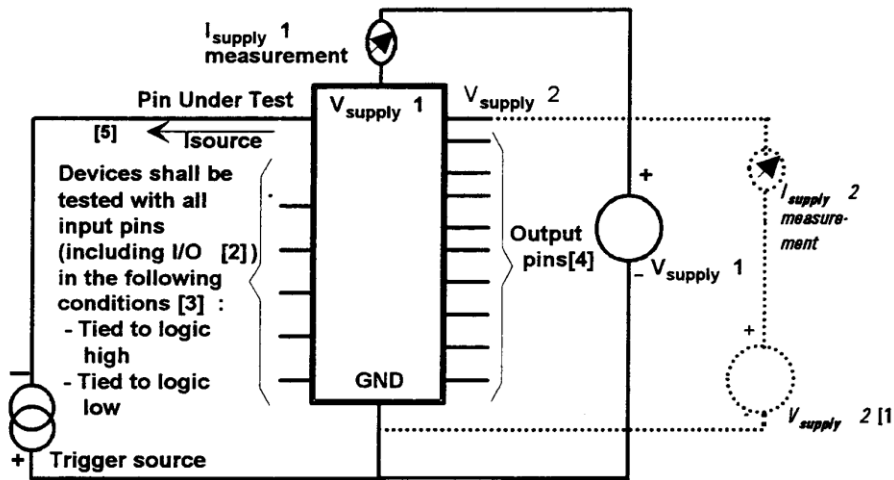 I supply 1
measurement
Pin Under Test
V supply 1
V supply 2
[5]
Isource
Devices shall be
tested with all
input pins
(including I/O [2])
in the following
conditions [3] :
- Tied to logic
high
- Tied to logic
low
Output
pins[4]
+
- V supply 1
I supply 2
measure-
ment
+
V supply 2 [1
GND
-
+ Trigger source